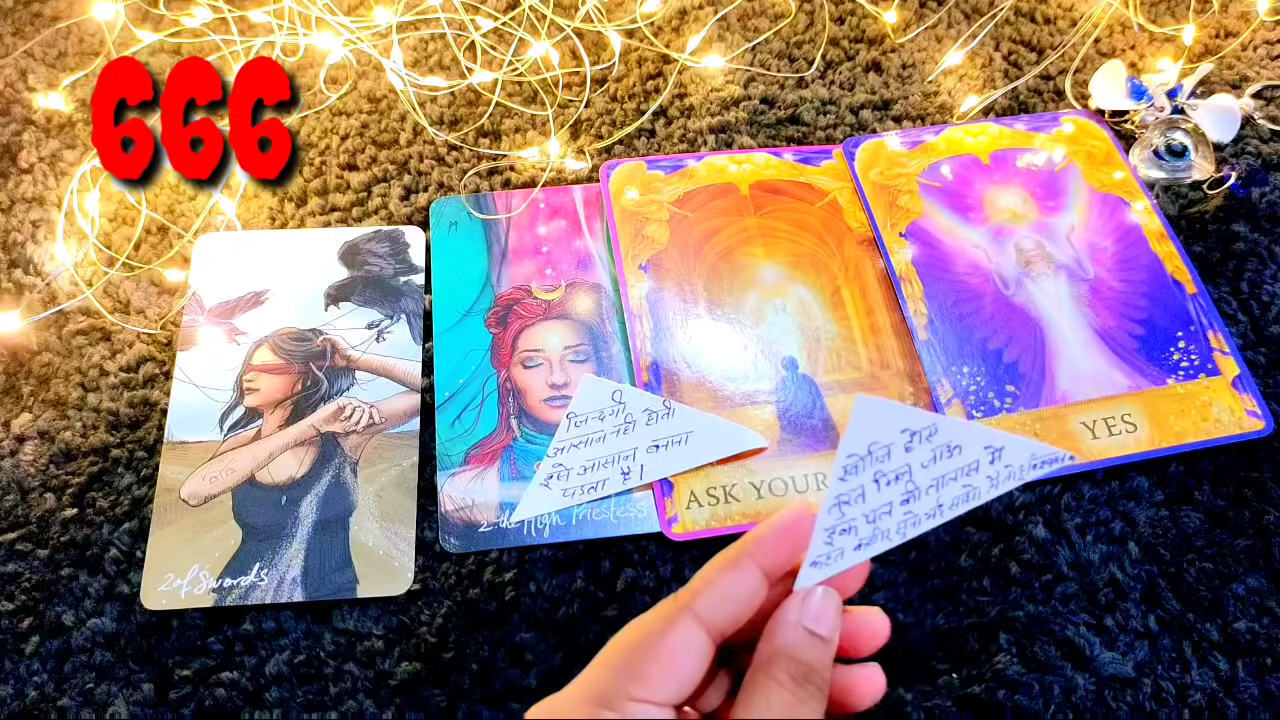 666
2 of Swords
जिन्दगी
आसान नही होती
इसे आसान बनाना
पड़ता है।
2-the High Priestess
ASK YOUR
YES
खोजि होए
तुरत मिल जाऊ
इक पल की तालास मे
कहत कबीर सुनो भई साधो मै तो हूँ